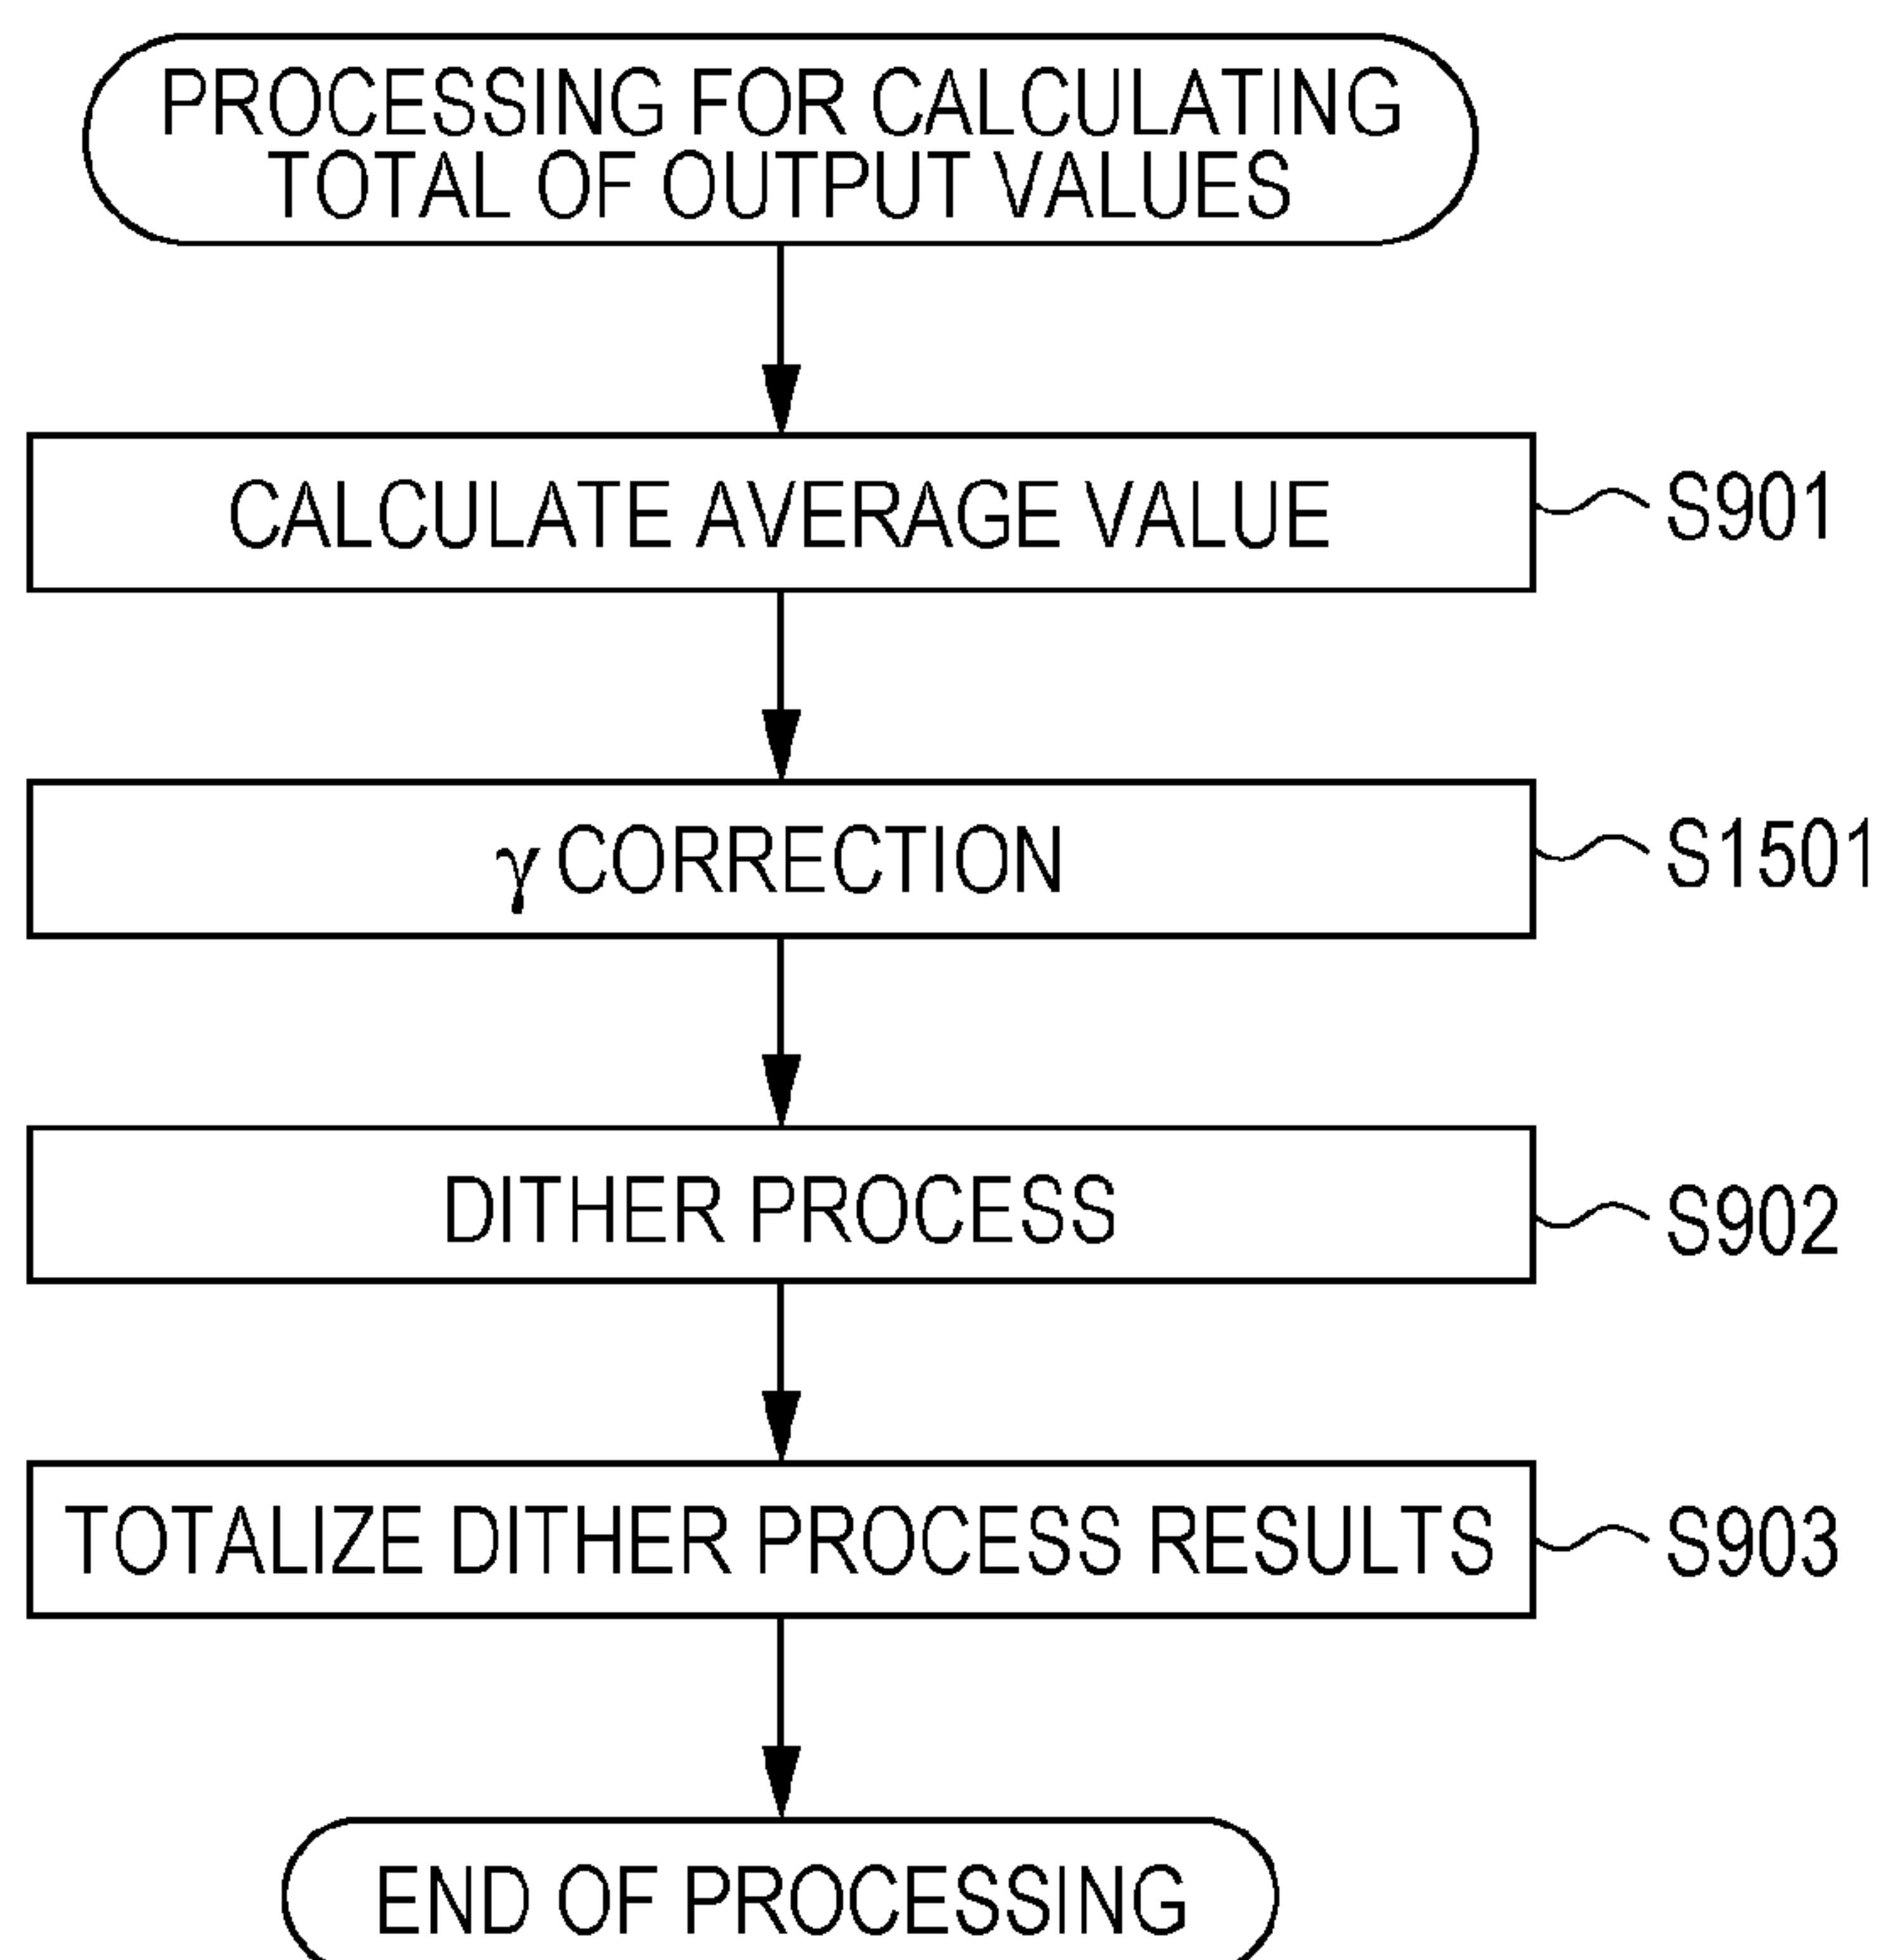 PROCESSING FOR CALCULATING
TOTAL OF OUTPUT VALUES
CALCULATE AVERAGE VALUE
S901
γ CORRECTION
S1501
DITHER PROCESS
S902
TOTALIZE DITHER PROCESS RESULTS
S903
END OF PROCESSING